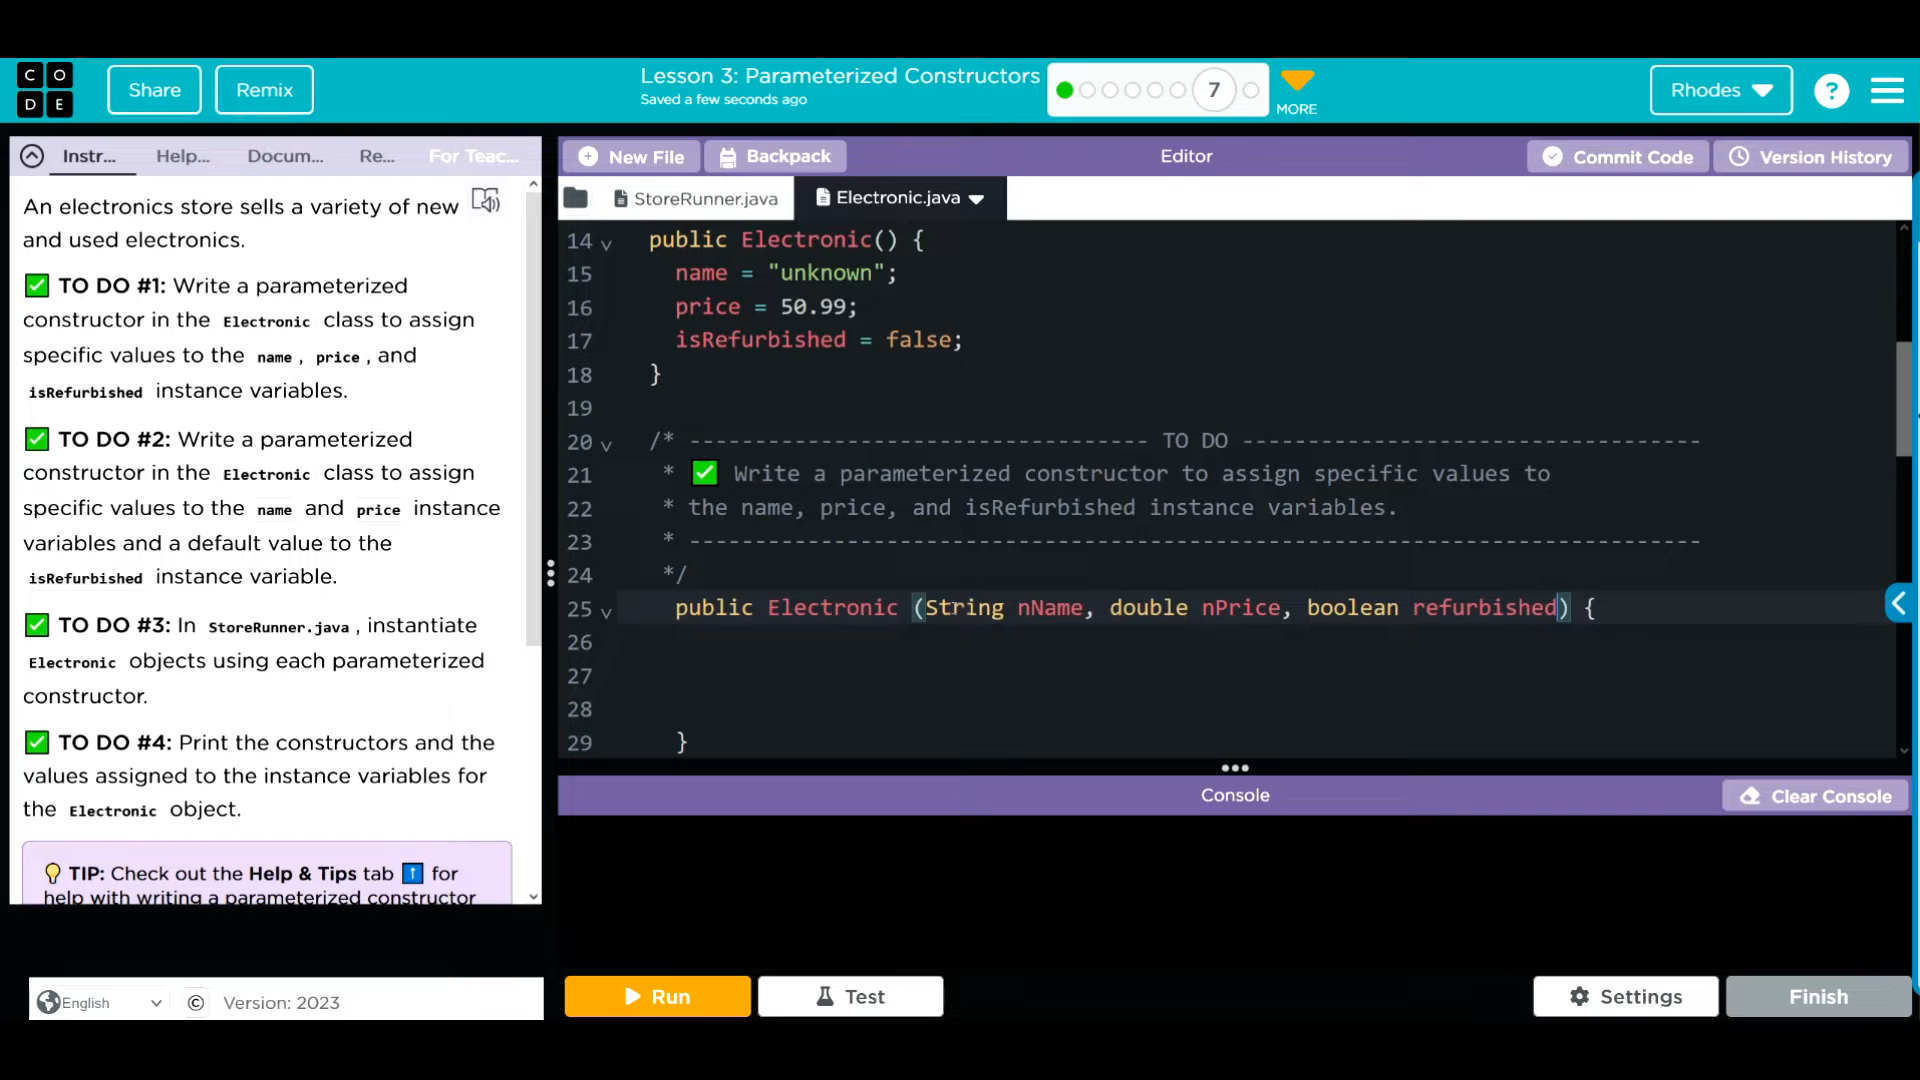 CODE
Share
Remix
Lesson 3: Parameterized Constructors
Saved a few seconds ago
7
MORE
Rhodes
?
Instr...
Help...
Docum...
Re...
For Teac...
An electronics store sells a variety of new
and used electronics.
✅ TO DO #1: Write a parameterized
constructor in the Electronic class to assign
specific values to the name, price, and
isRefurbished instance variables.
✅ TO DO #2: Write a parameterized
constructor in the Electronic class to assign
specific values to the name and price instance
variables and a default value to the
isRefurbished instance variable.
✅ TO DO #3: In StoreRunner.java, instantiate
Electronic objects using each parameterized
constructor.
✅ TO DO #4: Print the constructors and the
values assigned to the instance variables for
the Electronic object.
💡 TIP: Check out the Help & Tips tab ⬆ for
help with writing a parameterized constructor
English
© Version: 2023
New File
Backpack
Editor
Commit Code
Version History
StoreRunner.java
Electronic.java
14 public Electronic() {
15 name = "unknown";
16 price = 50.99;
17 isRefurbished = false;
18 }
19
20 /* ----------------------------------- TO DO -----------------------------------
21 * ✅ Write a parameterized constructor to assign specific values to
22 * the name, price, and isRefurbished instance variables.
23 * -----------------------------------------------------------------------------
24 */
25 public Electronic (String nName, double nPrice, boolean refurbished) {
26
27
28
29 }
Console
Clear Console
Run
Test
Settings
Finish